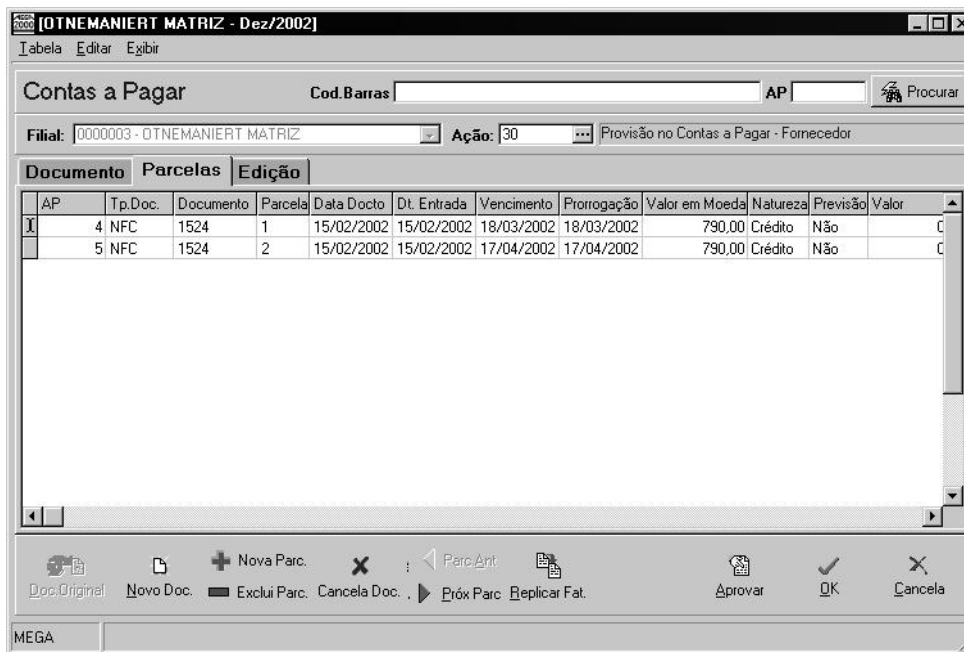 [OTNEMANIERT MATRIZ - Dez/2002]
Tabela Editar Exibir
Contas a Pagar Cod.Barras AP Procurar
Filial: 0000003 - OTNEMANIERT MATRIZ Ação: 30 ... Provisão no Contas a Pagar - Fornecedor
Documento Parcelas Edição
AP Tp.Doc. Documento Parcela Data Docto Dt. Entrada Vencimento Prorrogação Valor em Moeda Natureza Previsão Valor
4 NFC 1524 1 15/02/2002 15/02/2002 18/03/2002 18/03/2002 790,00 Crédito Não
5 NFC 1524 2 15/02/2002 15/02/2002 17/04/2002 17/04/2002 790,00 Crédito Não
Nova Parc. Parc Ant
Doc.Original Novo Doc. Exclui Parc. Cancela Doc. Próx Parc Replicar Fat. Aprovar OK Cancela
MEGA